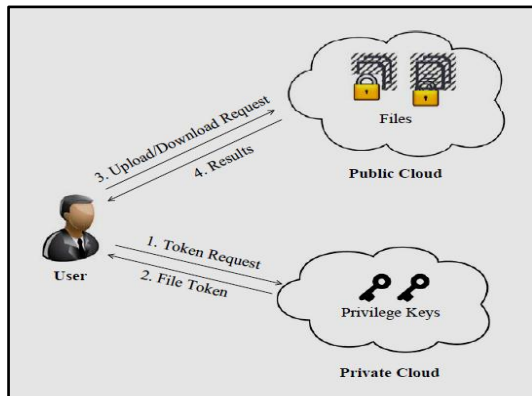 Files
Public Cloud
3. Upload/Download Request
4. Results
User
1. Token Request
2. File Token
Privilege Keys
Private Cloud